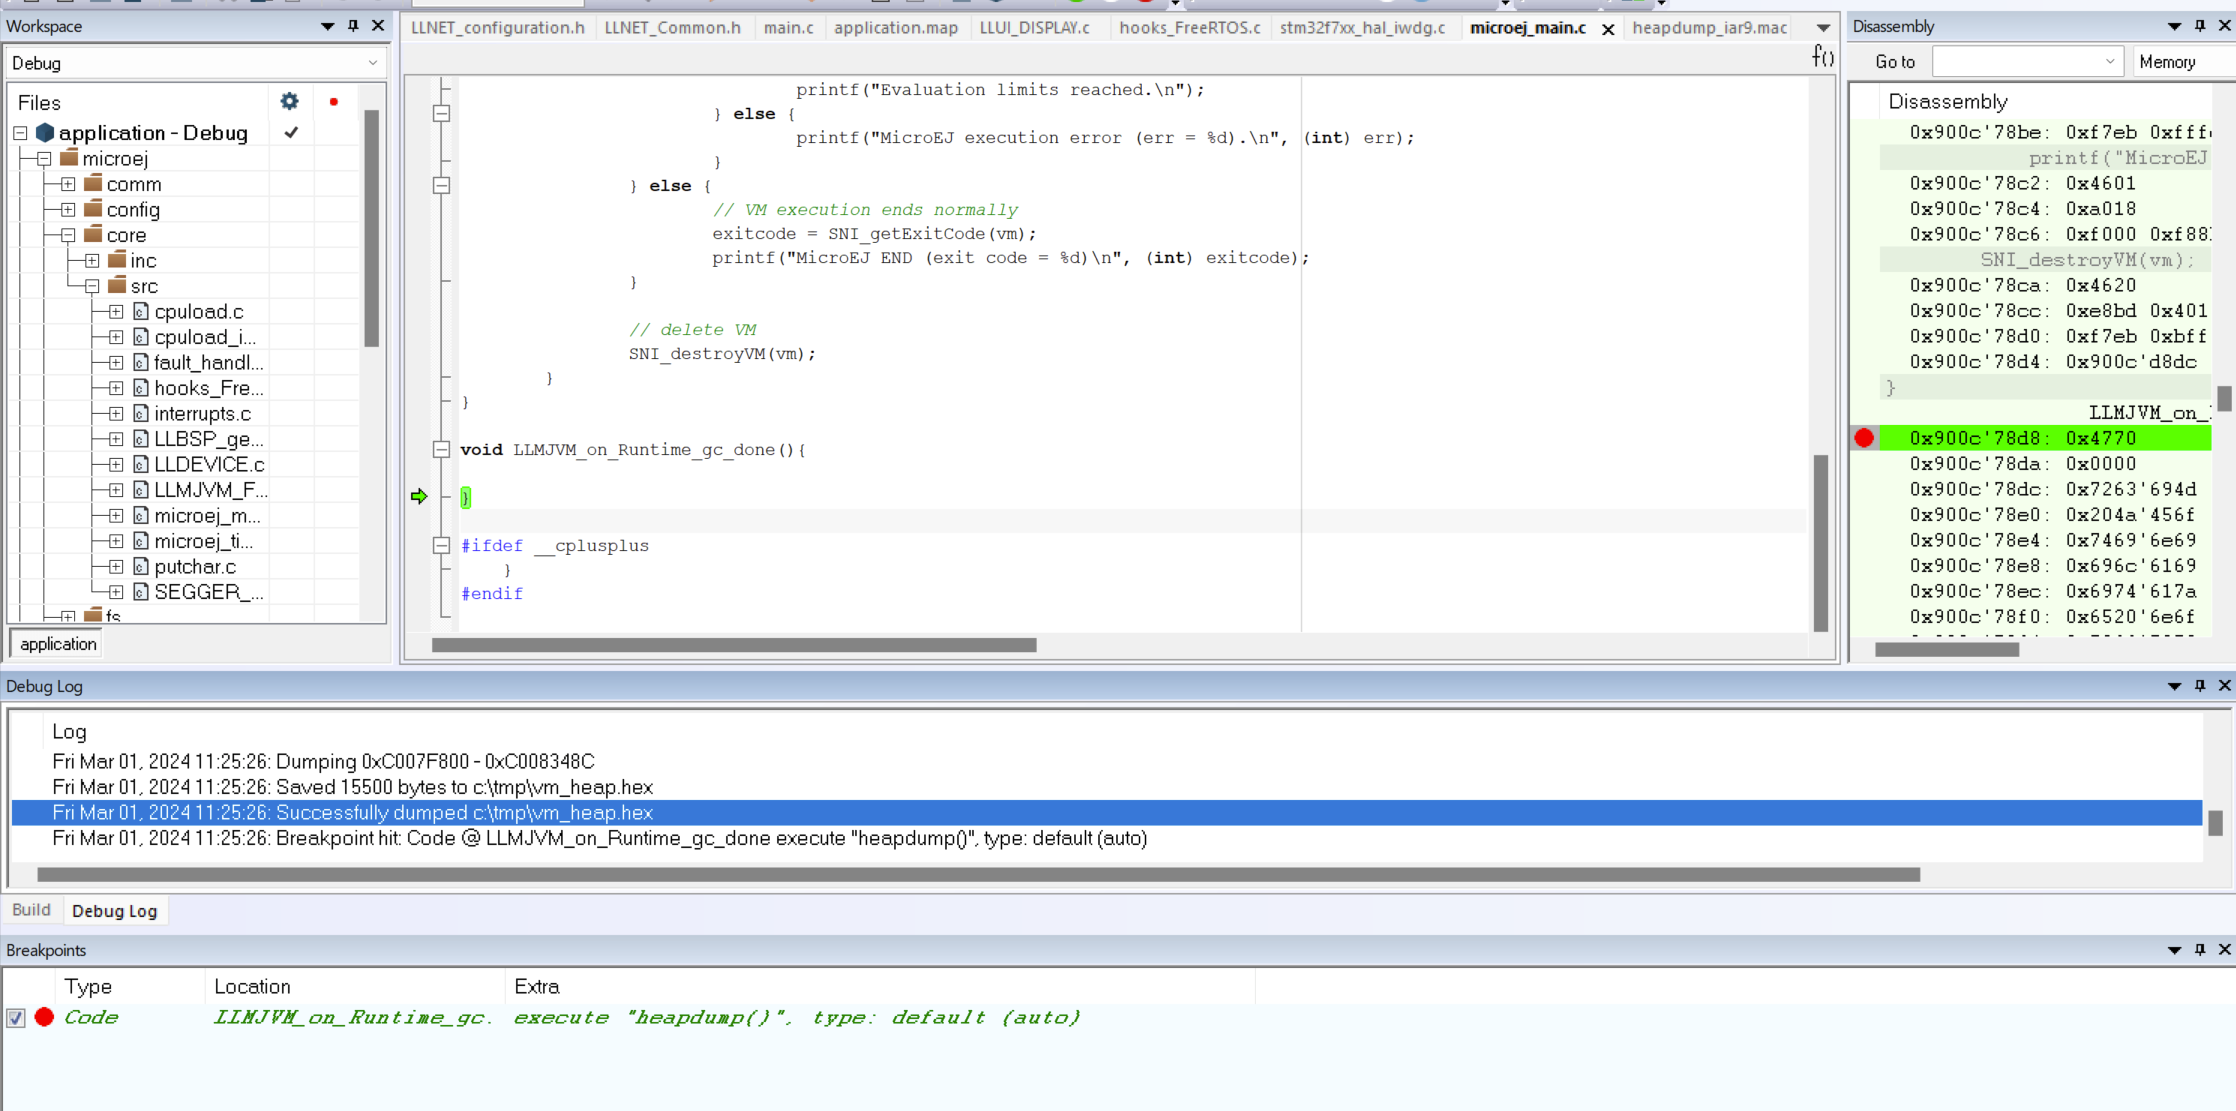 Workspace
LLNET_configuration.h LLNET_Common.h main.c application.map LLUI_DISPLAY.c hooks_FreeRTOS.c stm32f7xx_hal_iwdg.c microej_main.c heapdump_iar9.mac
Disassembly
Debug
f()
Go to
Memory
Files
application - Debug
microej
comm
config
core
inc
src
cpuload.c
cpuload_i...
fault_handl...
hooks_Fre...
interrupts.c
LLBSP_ge...
LLDEVICE.c
LLMJVM_F...
microej_m...
microej_ti...
putchar.c
SEGGER_...
fs
application
printf("Evaluation limits reached.\n");
} else {
printf("MicroEJ execution error (err = %d).\n", (int) err);
}
} else {
// VM execution ends normally
exitcode = SNI_getExitCode(vm);
printf("MicroEJ END (exit code = %d)\n", (int) exitcode);
}
// delete VM
SNI_destroyVM(vm);
}
}
void LLMJVM_on_Runtime_gc_done(){
}
#ifdef __cplusplus
}
#endif
Disassembly
0x900c'78be: 0xf7eb 0xfff
printf("MicroEJ
0x900c'78c2: 0x4601
0x900c'78c4: 0xa018
0x900c'78c6: 0xf000 0xf88
SNI_destroyVM(vm);
0x900c'78ca: 0x4620
0x900c'78cc: 0xe8bd 0x401
0x900c'78d0: 0xf7eb 0xbff
0x900c'78d4: 0x900c'd8dc
}
LLMJVM_on_
0x900c'78d8: 0x4770
0x900c'78da: 0x0000
0x900c'78dc: 0x7263'694d
0x900c'78e0: 0x204a'456f
0x900c'78e4: 0x7469'6e69
0x900c'78e8: 0x696c'6169
0x900c'78ec: 0x6974'617a
0x900c'78f0: 0x6520'6e6f
Debug Log
Log
Fri Mar 01, 2024 11:25:26: Dumping 0xC007F800 - 0xC008348C
Fri Mar 01, 2024 11:25:26: Saved 15500 bytes to c:\tmp\vm_heap.hex
Fri Mar 01, 2024 11:25:26: Successfully dumped c:\tmp\vm_heap.hex
Fri Mar 01, 2024 11:25:26: Breakpoint hit: Code @ LLMJVM_on_Runtime_gc_done execute "heapdump()", type: default (auto)
Build Debug Log
Breakpoints
Type Location Extra
Code LLMJVM_on_Runtime_gc. execute "heapdump()", type: default (auto)